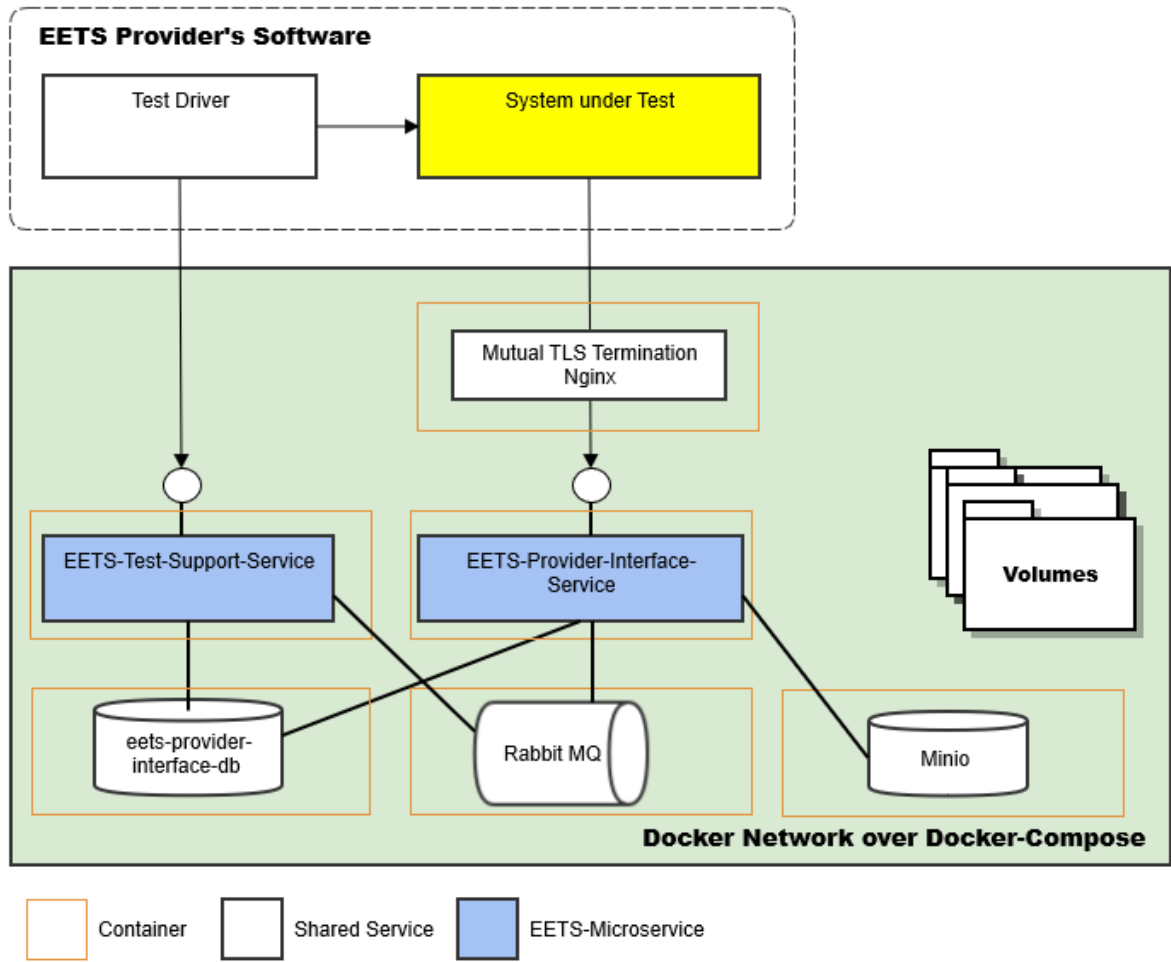 EETS Provider's Software
Test Driver
System under Test
Mutual TLS Termination
Nginx
EETS-Test-Support-Service
EETS-Provider-Interface-
Service
Volumes
eets-provider-
interface-db
Rabbit MQ
Minio
Docker Network over Docker-Compose
Container
Shared Service
EETS-Microservice